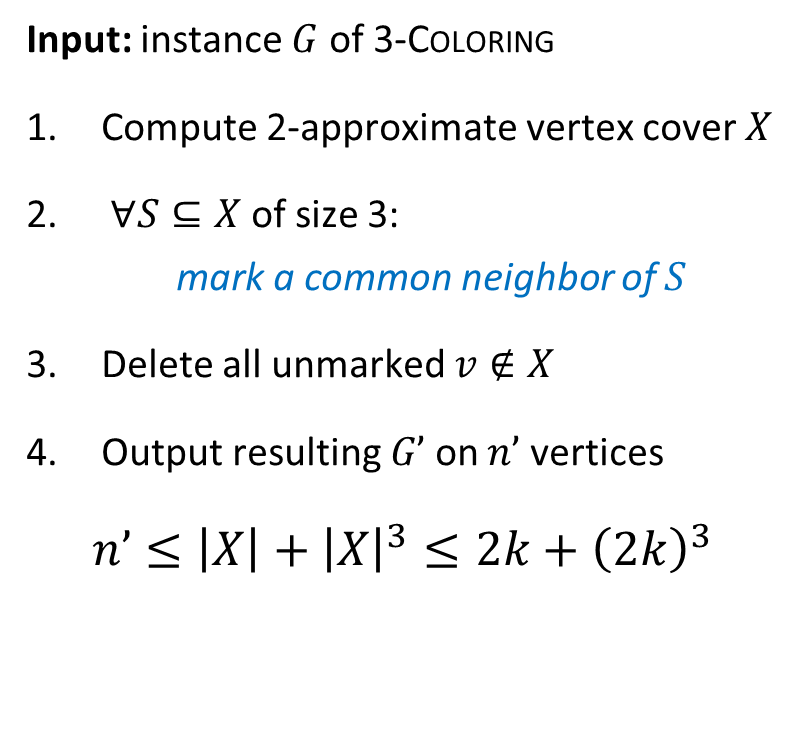 Input: instance G of 3-COLORING
1. Compute 2-approximate vertex cover X
2. ∀S ⊆ X of size 3:
mark a common neighbor of S
3. Delete all unmarked v ∉ X
4. Output resulting G’ on n’ vertices
n’ ≤ |X| + |X|³ ≤ 2k + (2k)³